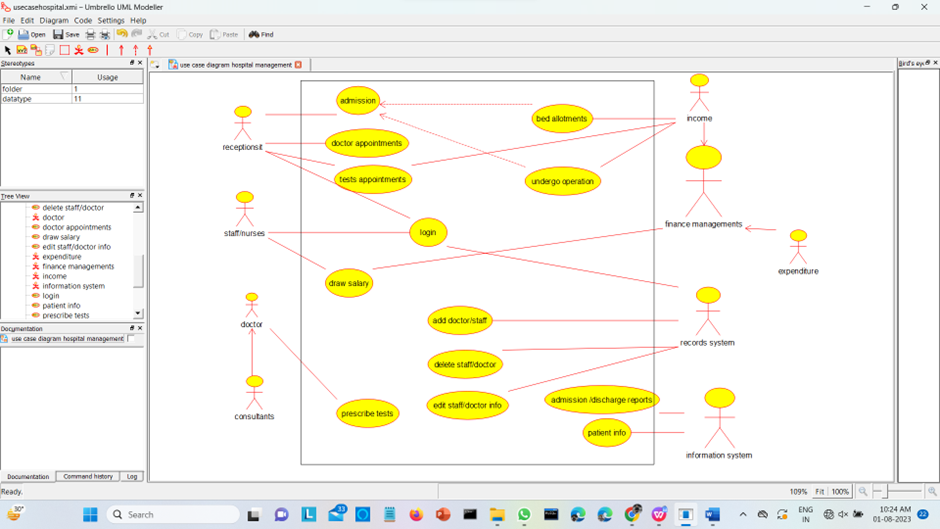 usecasehospital.xmi — Umbrello UML Modeller
File Edit Diagram Code Settings Help
Open Save Cut Copy Paste Find
Stereotypes
Name Usage
folder 1
datatype 11
Tree View
delete staff/doctor
doctor
doctor appointments
draw salary
edit staff/doctor info
expenditure
finance managements
income
information system
login
patient info
prescribe tests
Documentation
use case diagram hospital management
Documentation Command history Log
use case diagram hospital management
Bird's ey
admission
bed allotments
income
receptionsit
doctor appointments
tests appointments
undergo operation
staff/nurses
login
finance managements
expenditure
draw salary
doctor
add doctor/staff
records system
delete staff/doctor
consultants
prescribe tests
edit staff/doctor info
admission /discharge reports
patient info
information system
Ready.
109% Fit 100%
30°
Search
33
ENG
IN
10:24 AM
01-08-2023
22